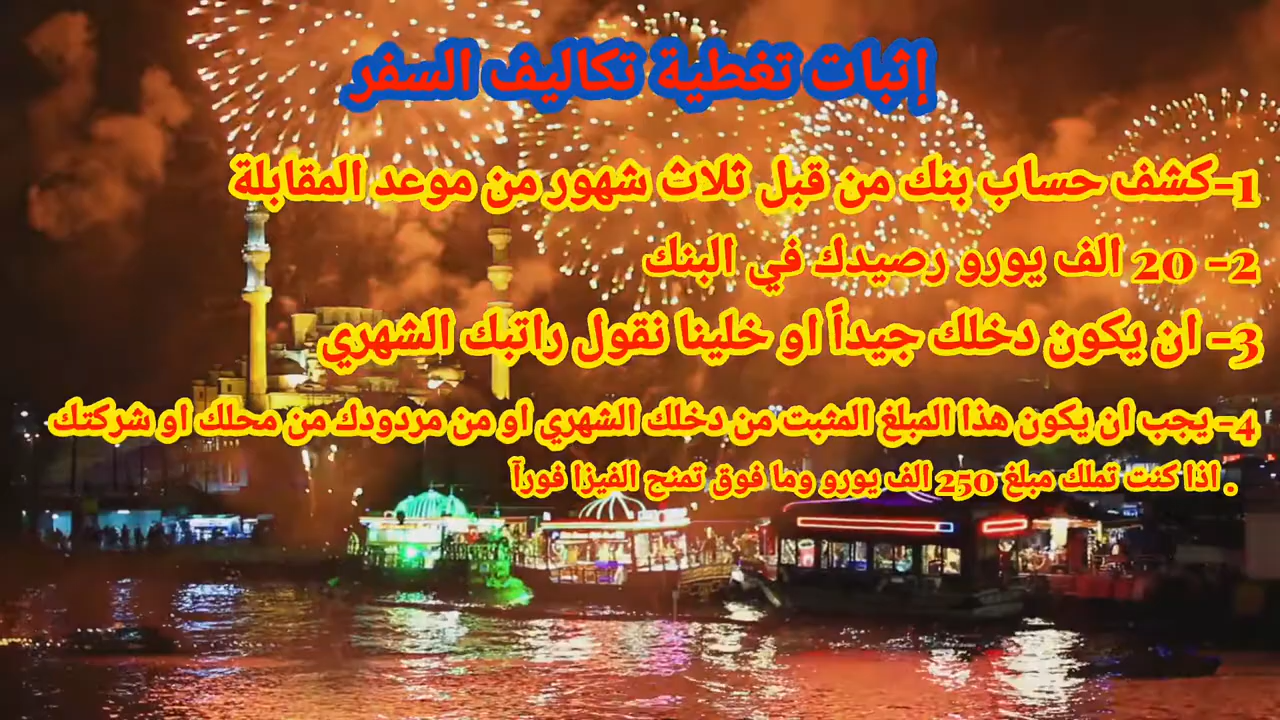 إثبات تغطية تكاليف السفر
1-كشف حساب بنك من قبل ثلاث شهور من موعد المقابلة
2- 20 الف يورو رصيدك في البنك
3- ان يكون دخلك جيداً او خلينا نقول راتبك الشهري
4- يجب ان يكون هذا المبلغ المثبت من دخلك الشهري او من مردودك من محلك او شركتك
. اذا كنت تملك مبلغ 250 الف يورو وما فوق تمنح الفيزا فورآ